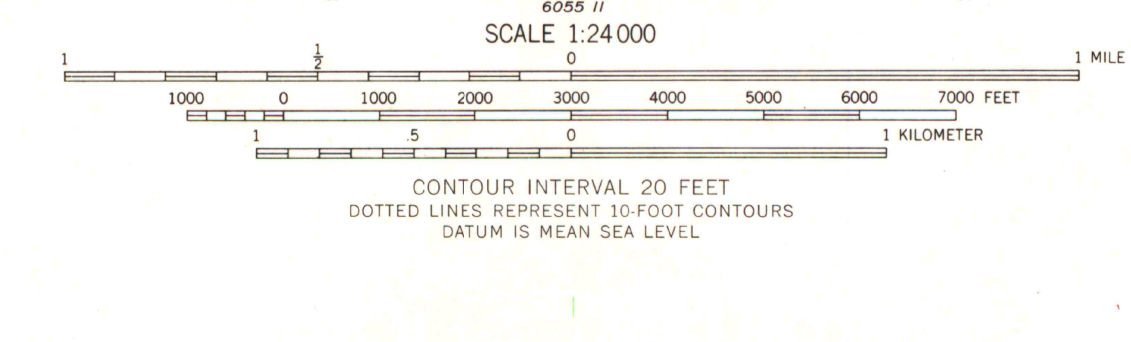 6055 II
SCALE 1:24 000
1 1/2 0 1 MILE
1000 0 1000 2000 3000 4000 5000 6000 7000 FEET
1 .5 0 1 KILOMETER
CONTOUR INTERVAL 20 FEET
DOTTED LINES REPRESENT 10-FOOT CONTOURS
DATUM IS MEAN SEA LEVEL